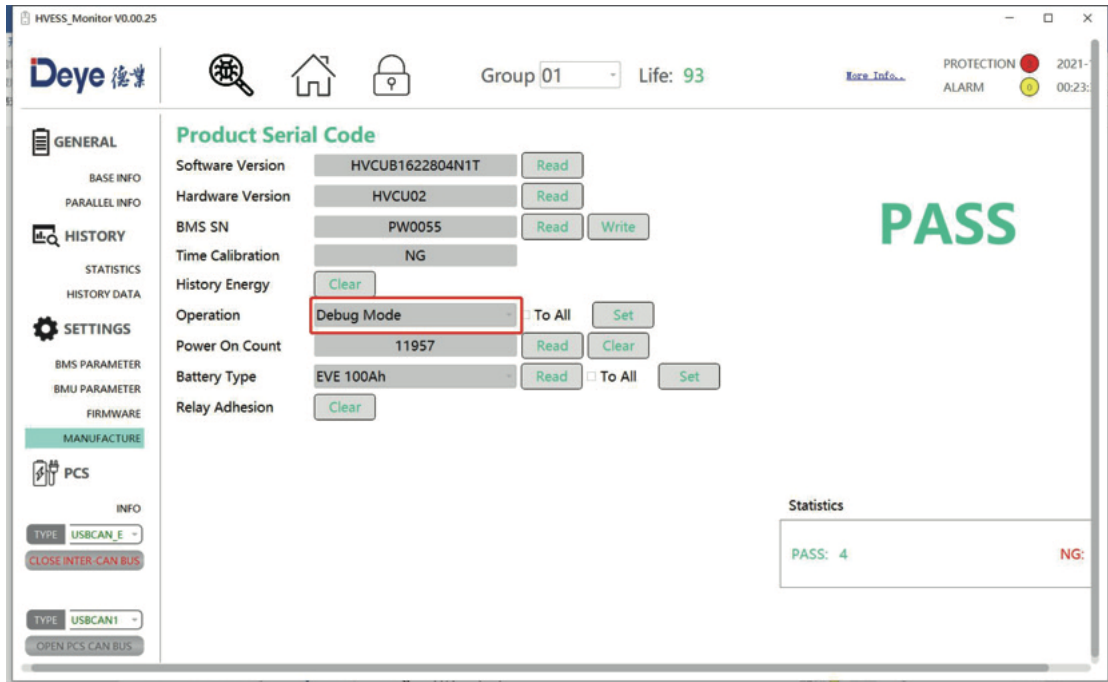 HVESS_Monitor V0.00.25
Deye 德業
Group 01
Life: 93
More Info..
PROTECTION
ALARM 0
2021-
00:23:
GENERAL
BASE INFO
PARALLEL INFO
HISTORY
STATISTICS
HISTORY DATA
SETTINGS
BMS PARAMETER
BMU PARAMETER
FIRMWARE
MANUFACTURE
PCS
INFO
TYPE USBCAN_E
CLOSE INTER-CAN BUS
TYPE USBCAN1
OPEN PCS CAN BUS
Product Serial Code
Software Version HVCUB1622804N1T Read
Hardware Version HVCU02 Read
BMS SN PW0055 Read Write
Time Calibration NG
History Energy Clear
Operation Debug Mode To All Set
Power On Count 11957 Read Clear
Battery Type EVE 100Ah Read To All Set
Relay Adhesion Clear
PASS
Statistics
PASS: 4
NG: